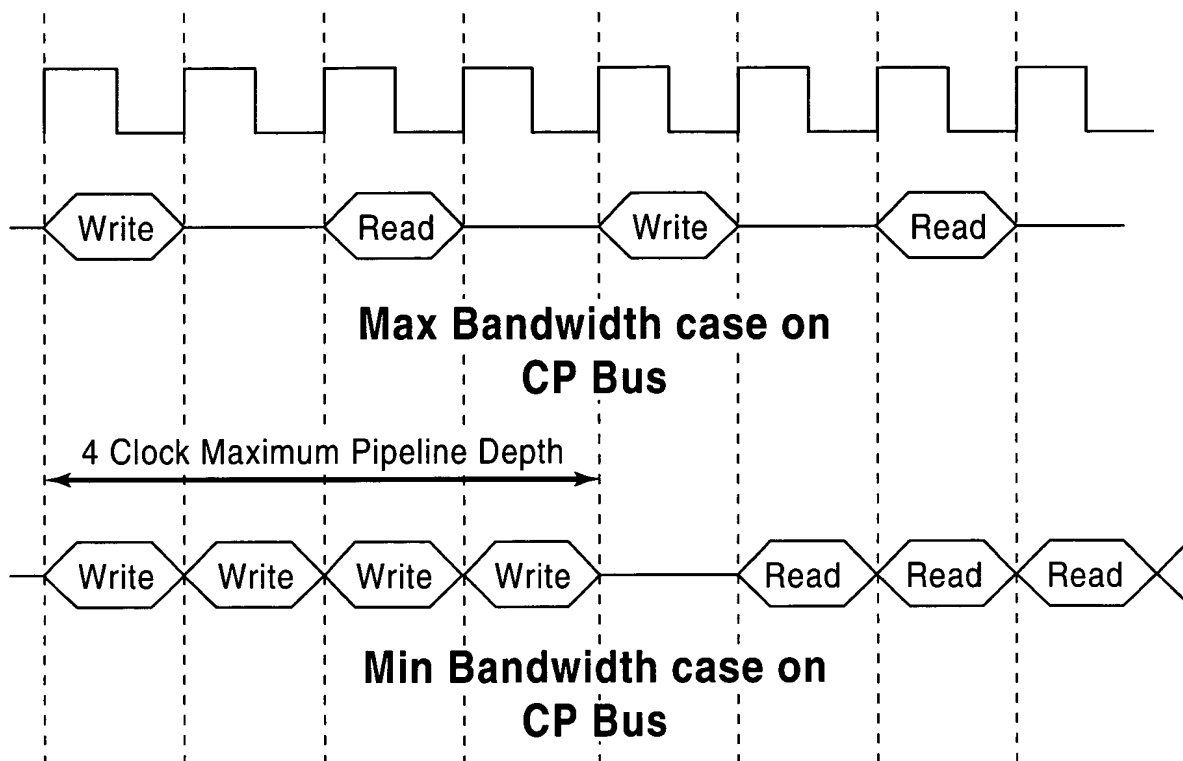 Write Read Write Read
Max Bandwidth case on
CP Bus
4 Clock Maximum Pipeline Depth
Write Write Write Write Read Read Read
Min Bandwidth case on
CP Bus